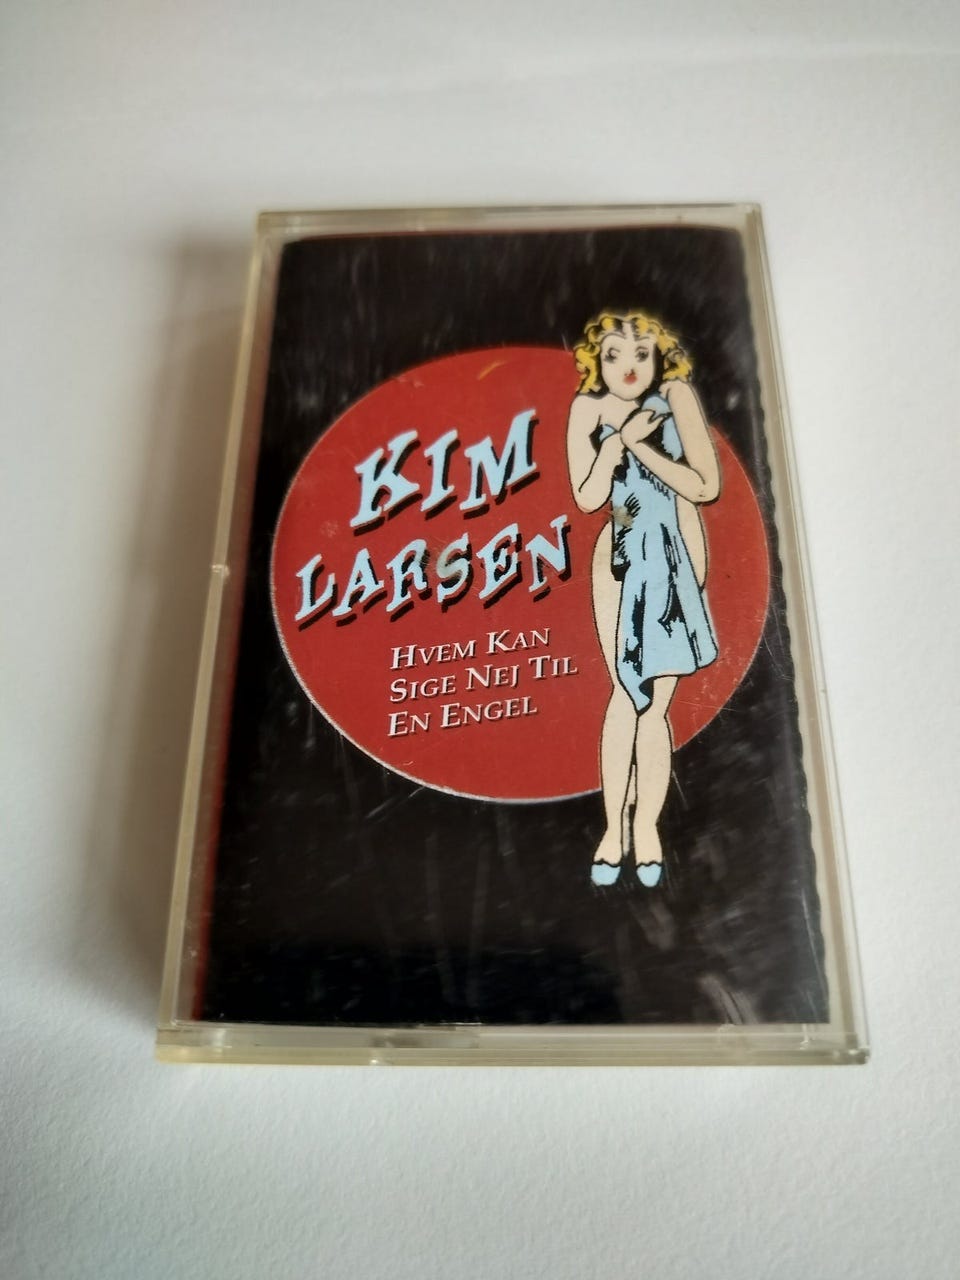 KIM
LARSEN
HVEM KAN
SIGE NEJ TIL
EN ENGEL